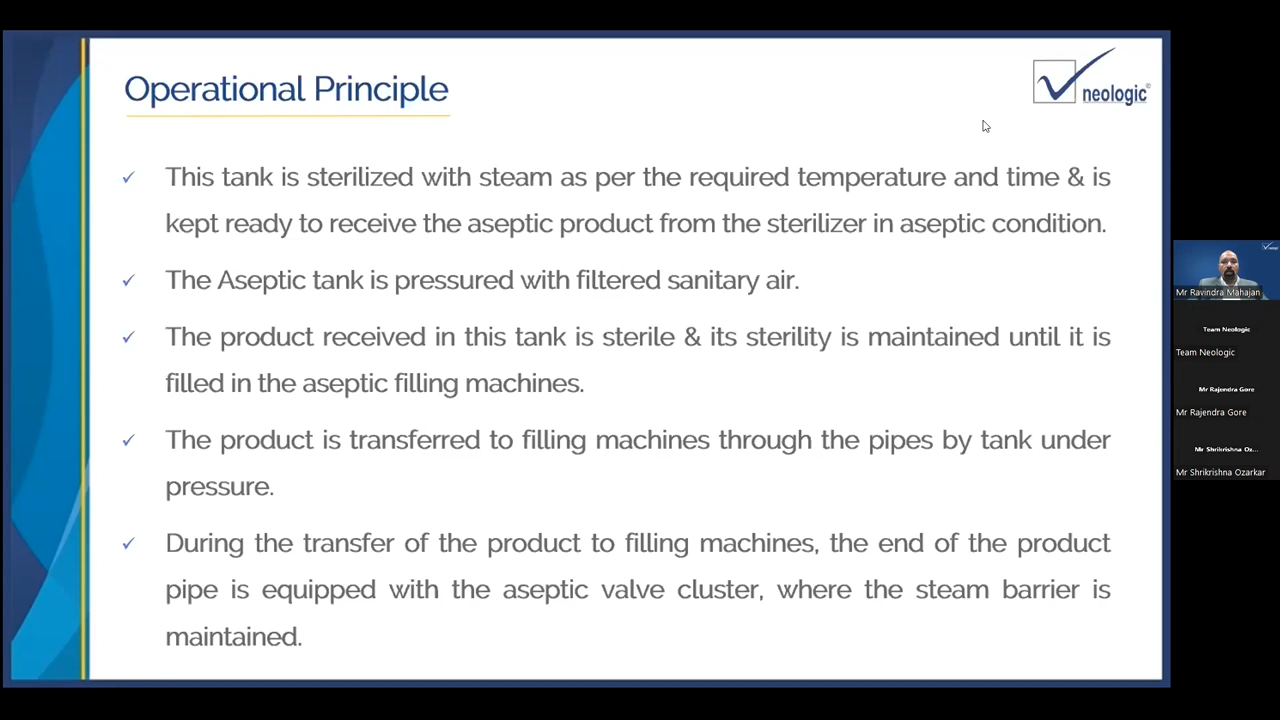 Operational Principle
neologic®
This tank is sterilized with steam as per the required temperature and time & is
kept ready to receive the aseptic product from the sterilizer in aseptic condition.
The Aseptic tank is pressured with filtered sanitary air.
The product received in this tank is sterile & its sterility is maintained until it is
filled in the aseptic filling machines.
The product is transferred to filling machines through the pipes by tank under
pressure.
During the transfer of the product to filling machines, the end of the product
pipe is equipped with the aseptic valve cluster, where the steam barrier is
maintained.
Mr Ravindra Mahajan
Team Neologic
Team Neologic
Mr Rajendra Gore
Mr Rajendra Gore
Mr Shrikrishna Oz...
Mr Shrikrishna Ozarkar